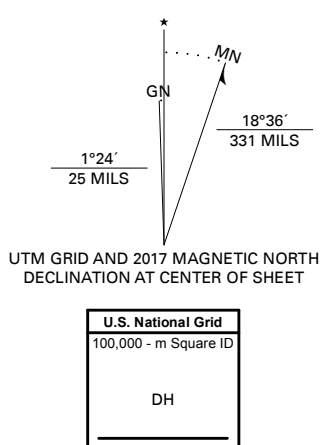 ★
MN
GN
18°36´
331 MILS
1°24´
25 MILS
UTM GRID AND 2017 MAGNETIC NORTH
DECLINATION AT CENTER OF SHEET
U.S. National Grid
100,000 - m Square ID
DH